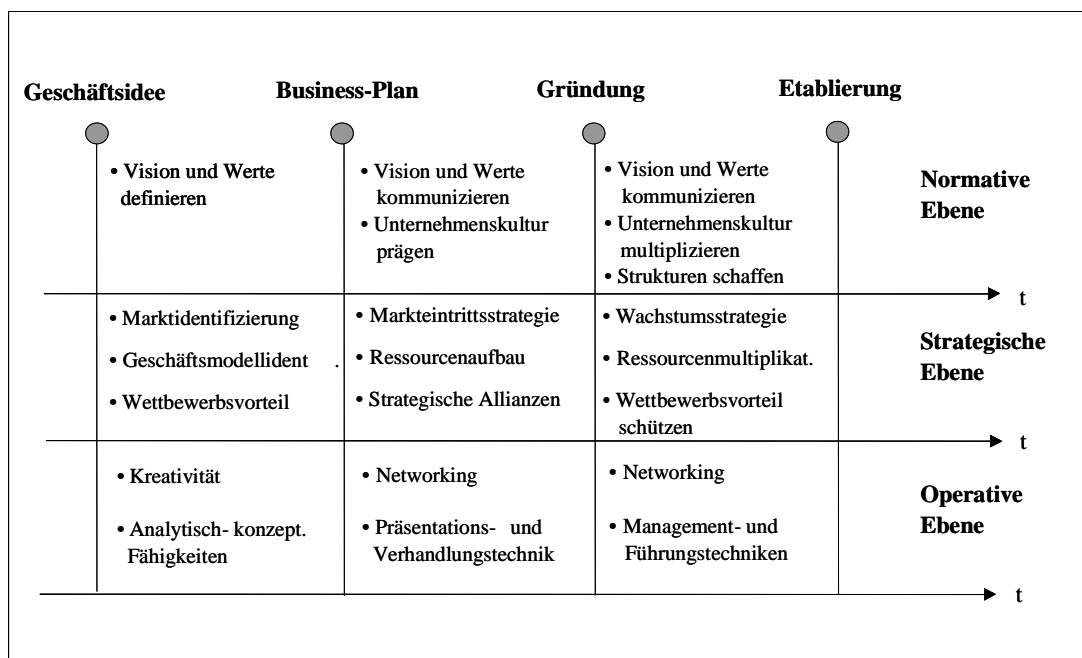 Geschäftsidee
Business-Plan
Gründung
Etablierung
• Vision und Werte
definieren
• Vision und Werte
kommunizieren
• Unternehmenskultur
prägen
• Vision und Werte
kommunizieren
• Unternehmenskultur
multiplizieren
• Strukturen schaffen
Normative
Ebene
t
• Marktidentifizierung
• Geschäftsmodellident .
• Wettbewerbsvorteil
• Markteintrittsstrategie
• Ressourcenaufbau
• Strategische Allianzen
• Wachstumsstrategie
• Ressourcenmultiplikat.
• Wettbewerbsvorteil
schützen
Strategische
Ebene
t
• Kreativität
• Analytisch- konzept.
Fähigkeiten
• Networking
• Präsentations- und
Verhandlungstechnik
• Networking
• Management- und
Führungstechniken
Operative
Ebene
t